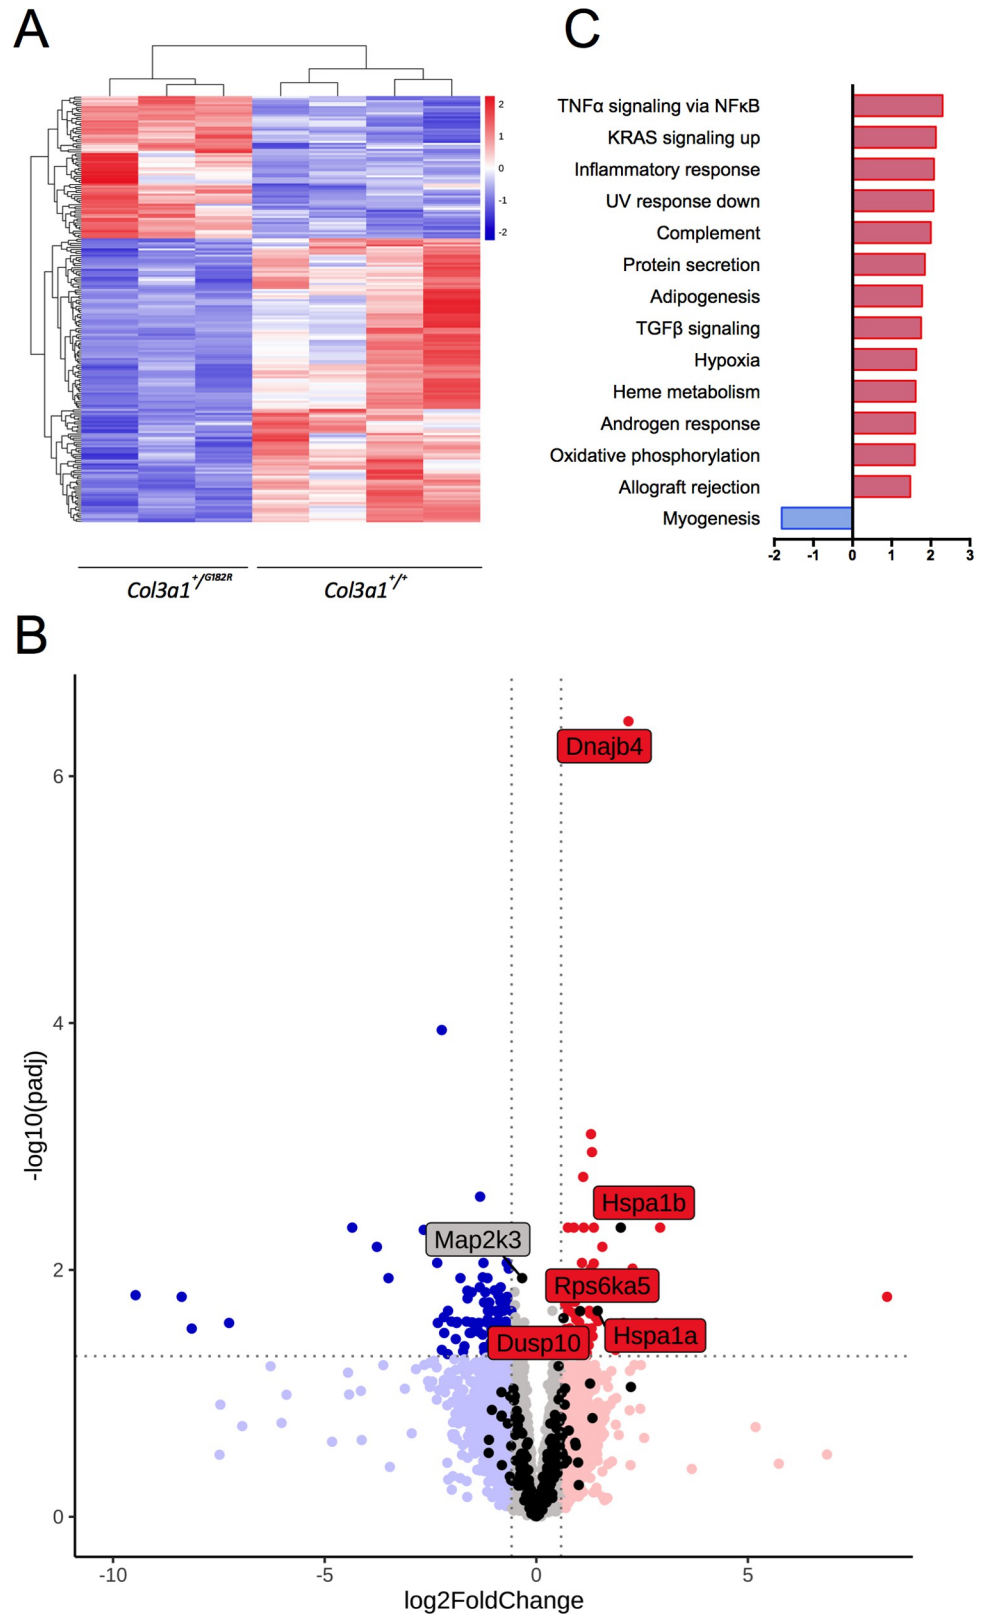 A
2
1
0
-1
-2
Col3a1+/G182R
Col3a1+/+
C
TNFα signaling via NFκB
KRAS signaling up
Inflammatory response
UV response down
Complement
Protein secretion
Adipogenesis
TGFβ signaling
Hypoxia
Heme metabolism
Androgen response
Oxidative phosphorylation
Allograft rejection
Myogenesis
-2 -1 0 1 2 3
B
Dnajb4
6
4
-log10(padj)
Hspa1b
Map2k3
2
Rps6ka5
Hspa1a
Dusp10
0
-10 -5 0 5
log2FoldChange